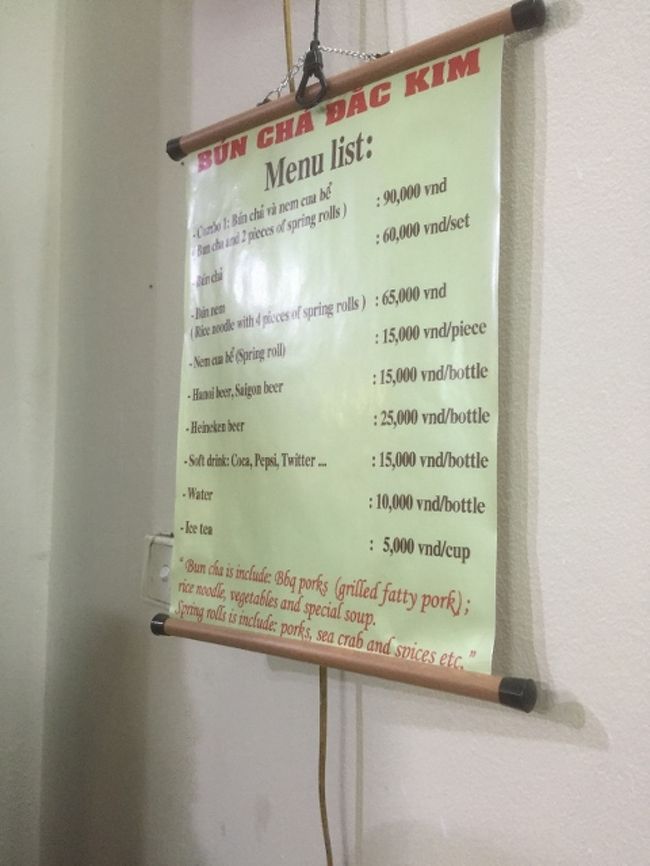 BÚN CHẢ ĐẮC KIM
Menu list:
- Combo 1: Bún chả và nem cua bể : 90,000 vnd
( Bun cha and 2 pieces of spring rolls )
- Bún chả : 60,000 vnd/set
- Bún nem : 65,000 vnd
( Rice noodle with 4 pieces of spring rolls )
- Nem cua bể (Spring roll) : 15,000 vnd/piece
- Hanoi beer, Saigon beer : 15,000 vnd/bottle
- Heineken beer : 25,000 vnd/bottle
- Soft drink: Coca, Pepsi, Twitter .... : 15,000 vnd/bottle
- Water : 10,000 vnd/bottle
- Ice tea : 5,000 vnd/cup
“ Bun cha is include: Bbq porks (grilled fatty pork) ;
rice noodle, vegetables and special soup.
Spring rolls is include: porks, sea crab and spices etc. ”